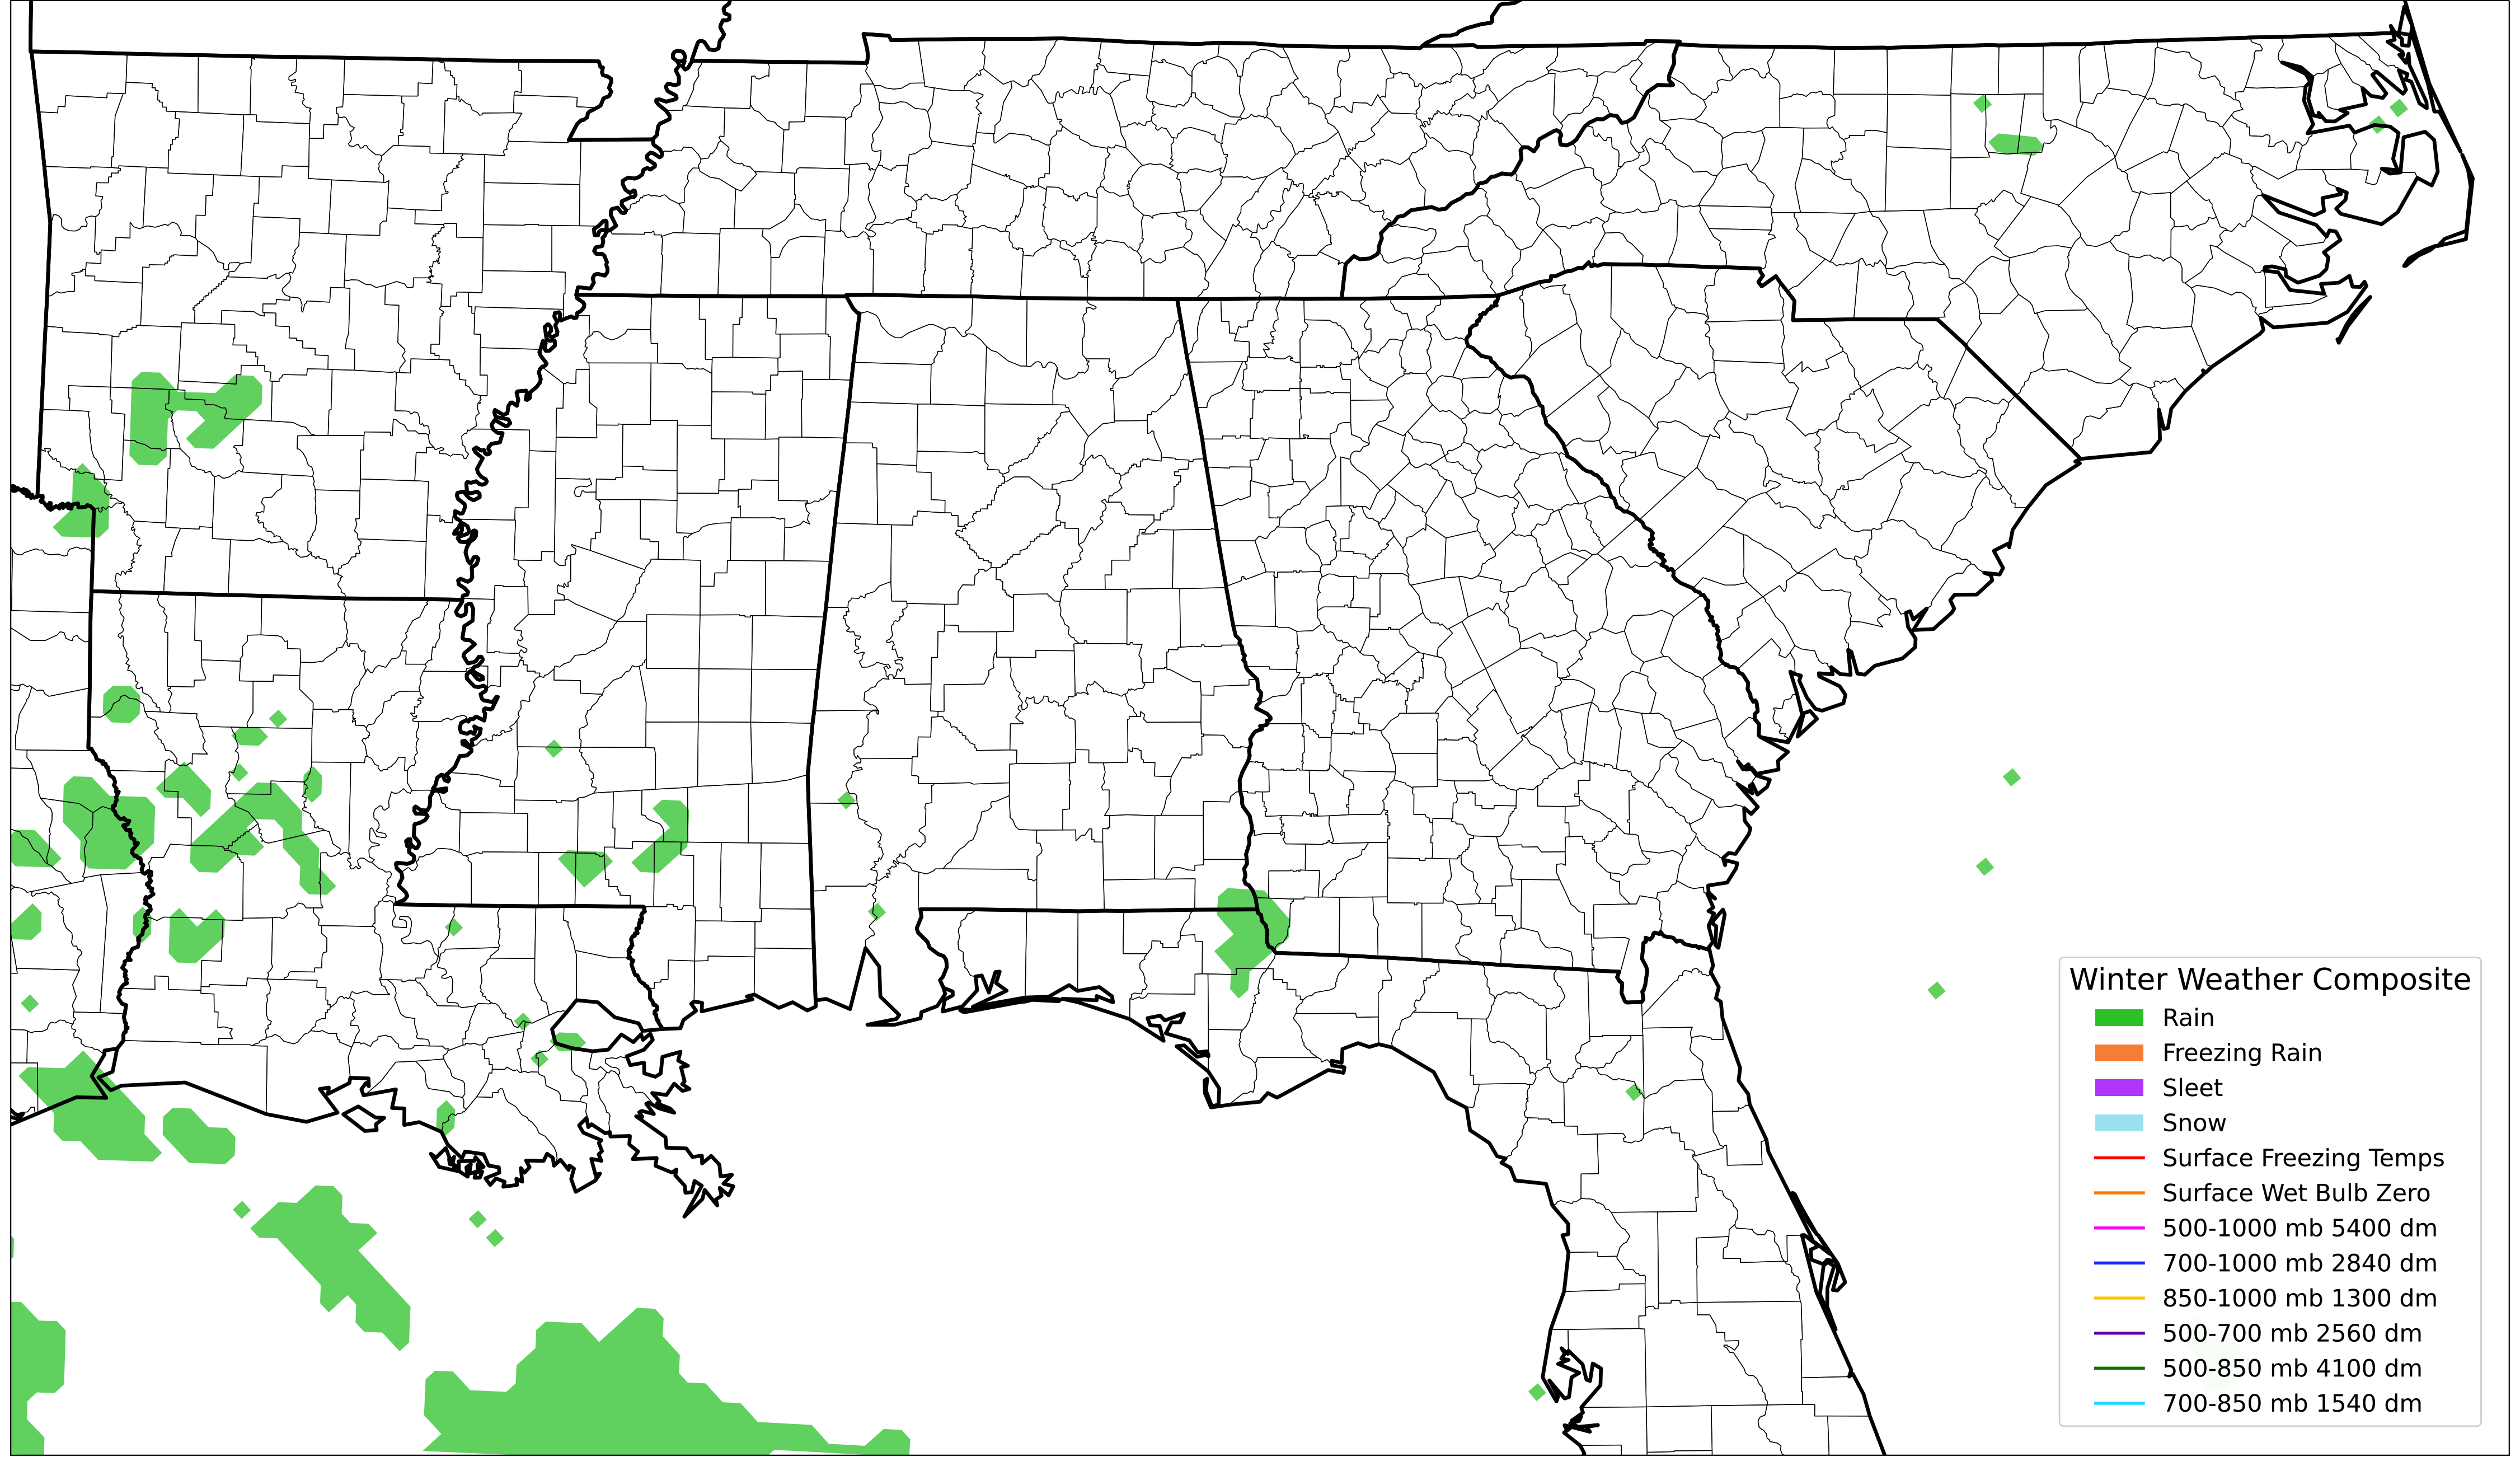 Winter Weather Composite
Rain
Freezing Rain
Sleet
Snow
Surface Freezing Temps
Surface Wet Bulb Zero
500-1000 mb 5400 dm
700-1000 mb 2840 dm
850-1000 mb 1300 dm
500-700 mb 2560 dm
500-850 mb 4100 dm
700-850 mb 1540 dm